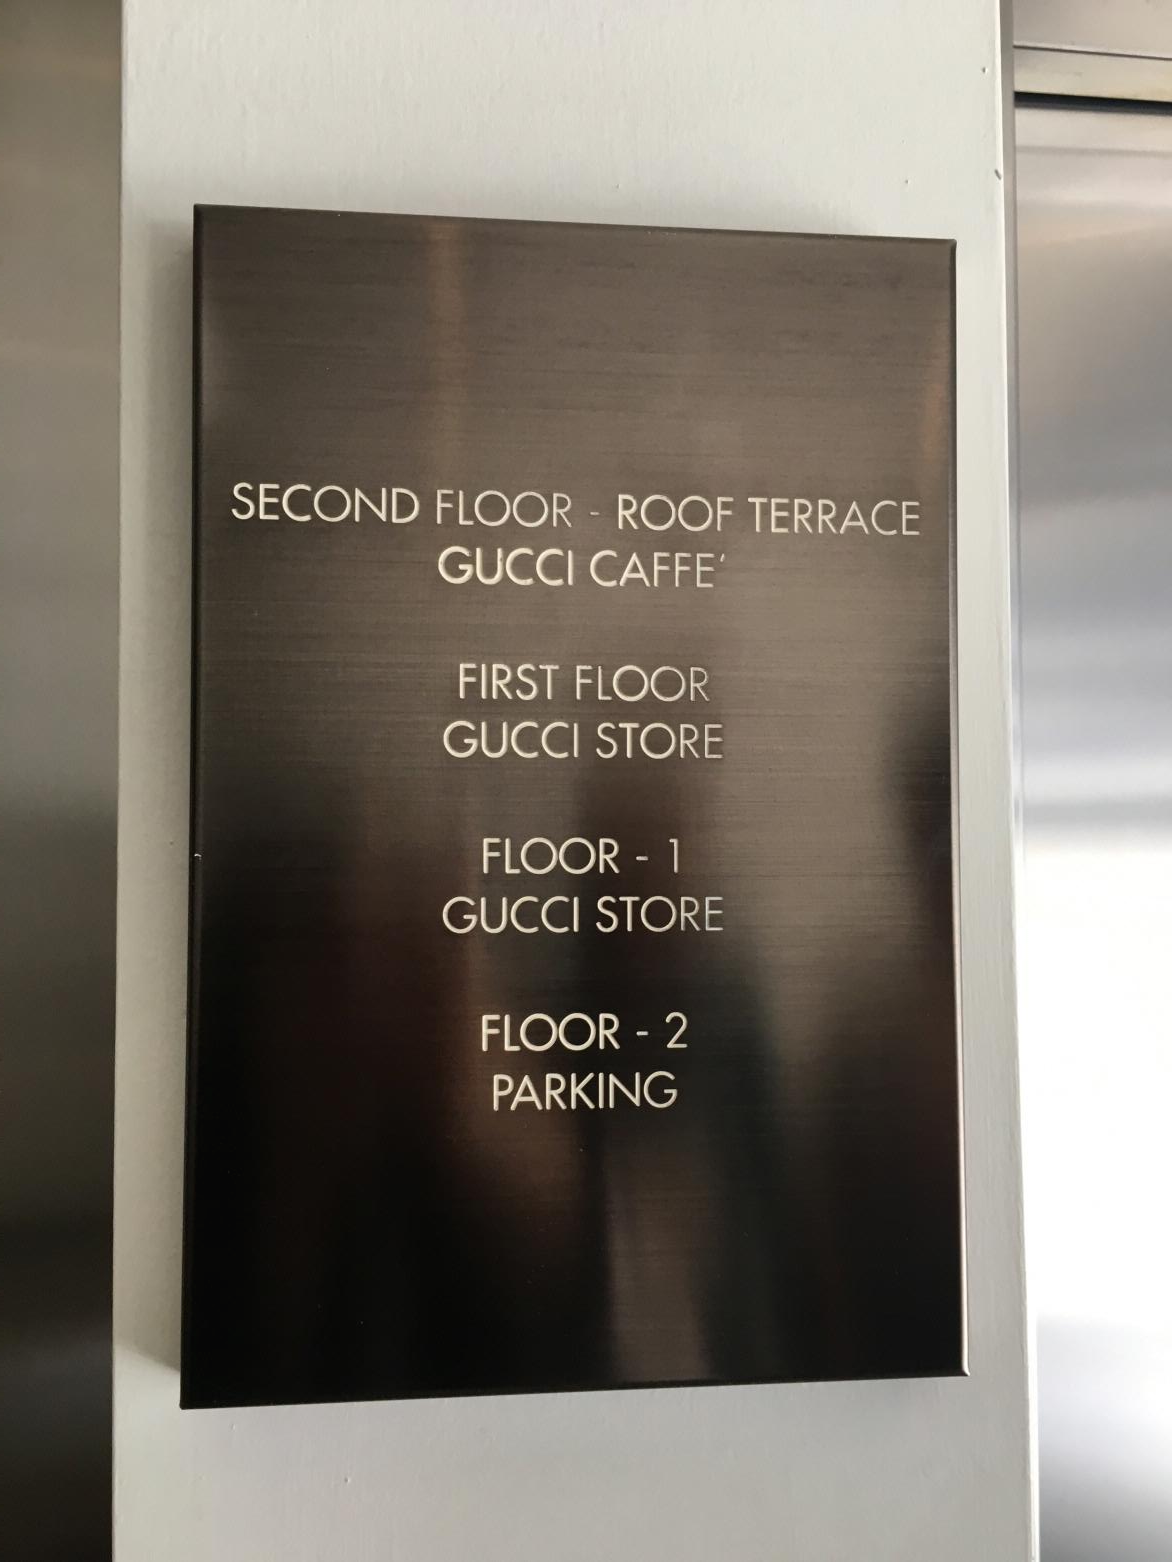 SECOND FLOOR - ROOF TERRACE
GUCCI CAFFE'
FIRST FLOOR
GUCCI STORE
FLOOR - 1
GUCCI STORE
FLOOR - 2
PARKING